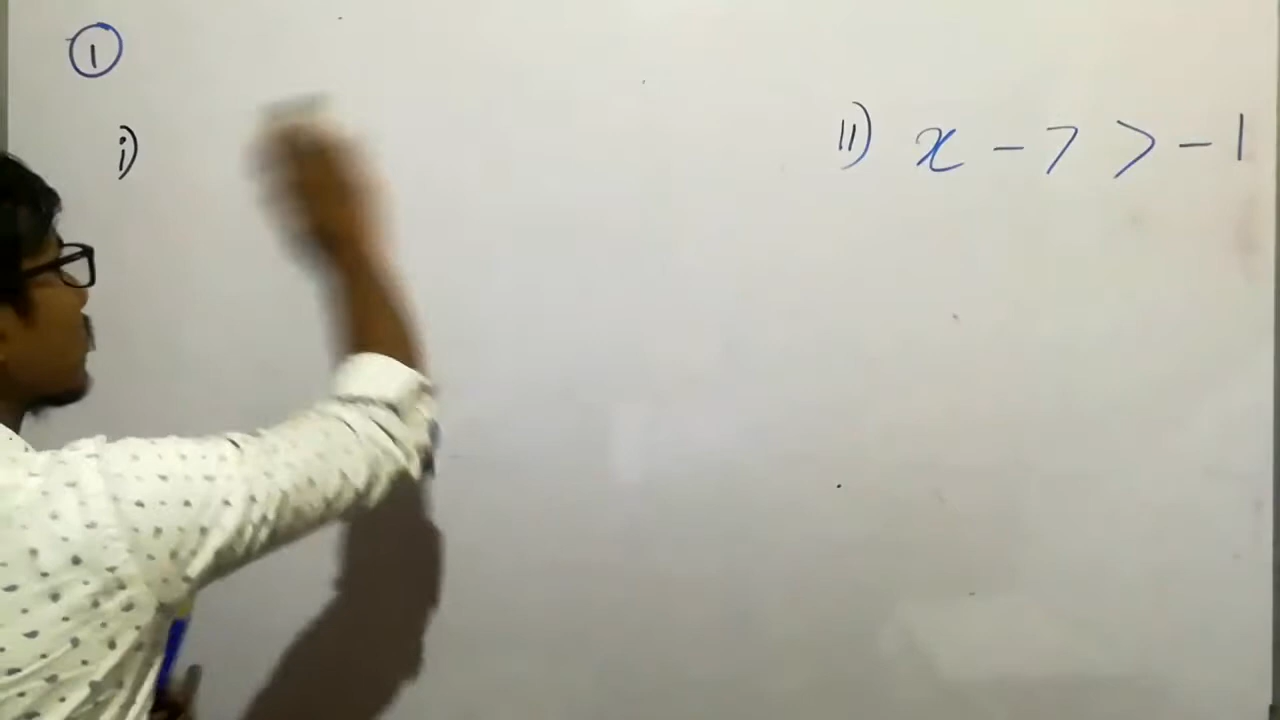 ①
i)
ii) x - 7 > - 1